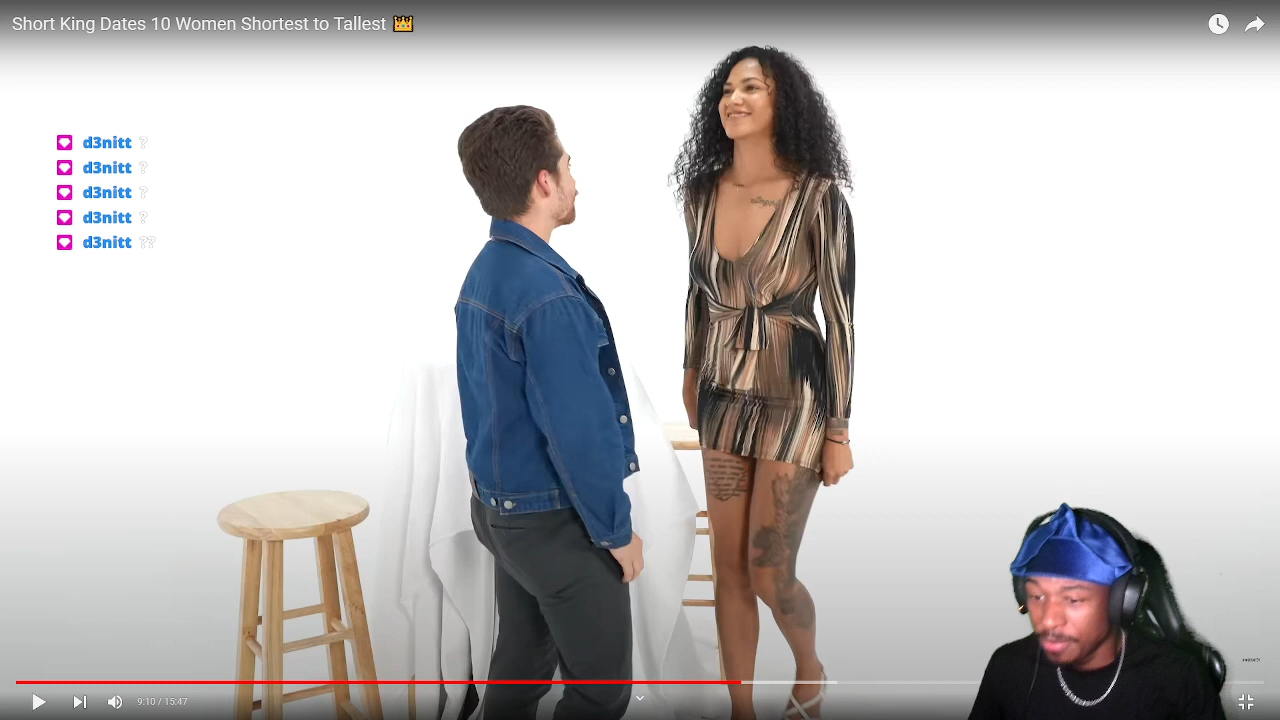 Short King Dates 10 Women Shortest to Tallest
d3nitt ?
d3nitt ?
d3nitt ?
d3nitt ?
d3nitt ??
9:10 / 15:47